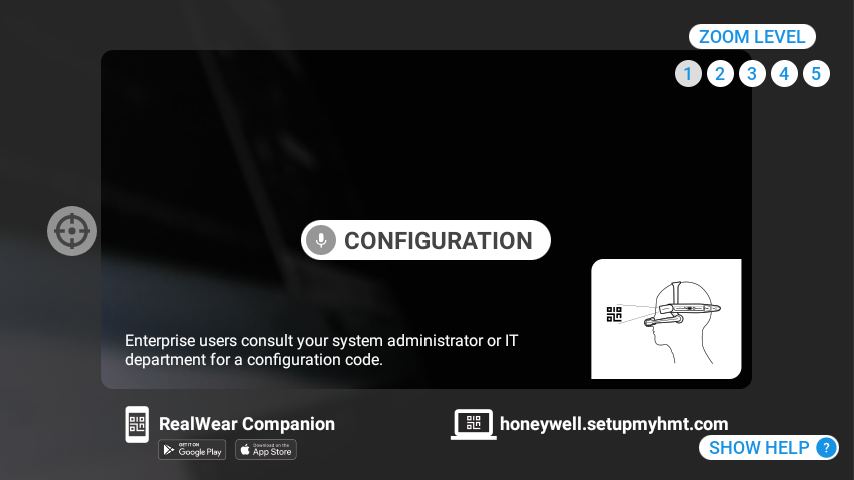 ZOOM LEVEL
1 2 3 4 5
CONFIGURATION
Enterprise users consult your system administrator or IT
department for a configuration code.
RealWear Companion
GET IT ON
Google Play
Download on the
App Store
honeywell.setupmyhmt.com
SHOW HELP ?